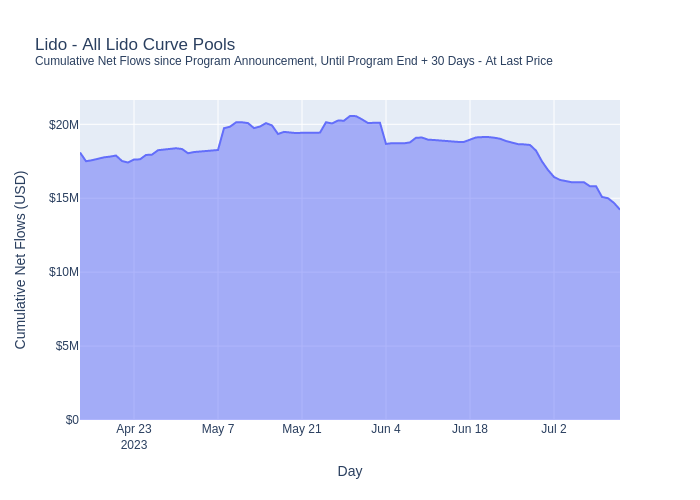 Lido - All Lido Curve Pools
Cumulative Net Flows since Program Announcement, Until Program End + 30 Days - At Last Price
Cumulative Net Flows (USD)
$20M
$15M
$10M
$5M
$0
Apr 23
2023
May 7
May 21
Jun 4
Jun 18
Jul 2
Day